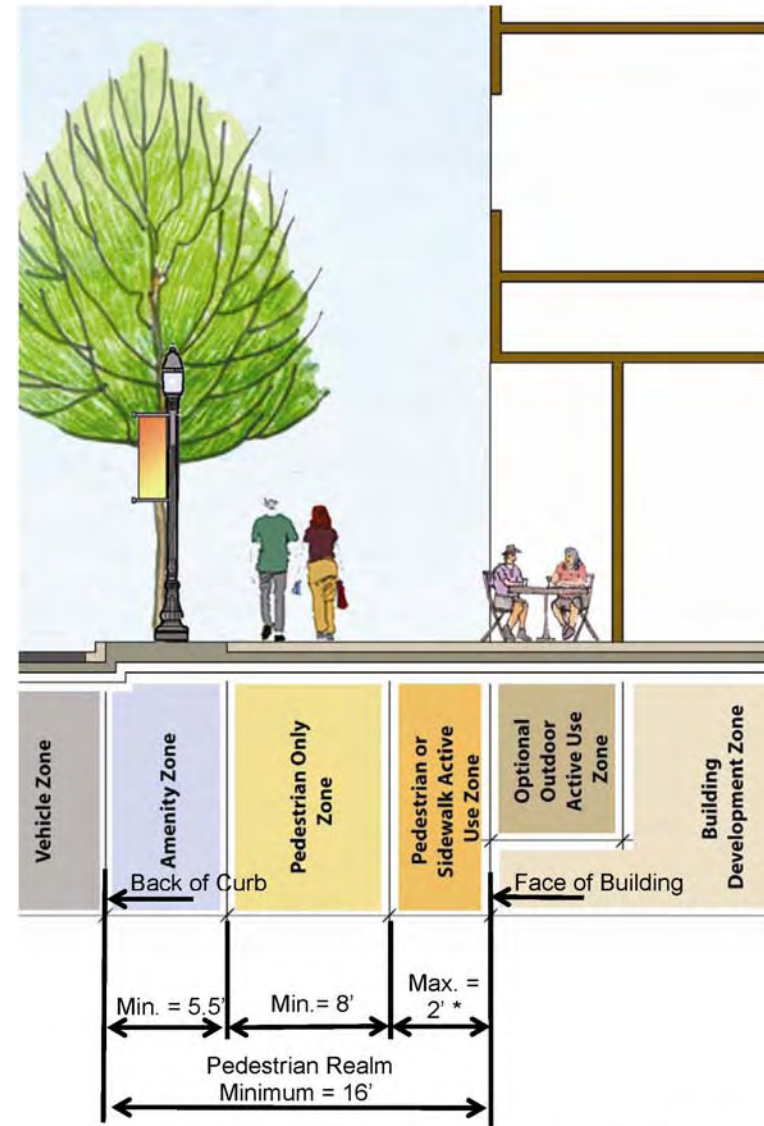 Vehicle Zone
Amenity Zone
Pedestrian Only
Zone
Pedestrian or
Sidewalk Active
Use Zone
Optional
Outdoor
Active Use
Zone
Building
Development Zone
Back of Curb
Face of Building
Min. = 5.5'
Min.= 8'
Max. =
2' *
Pedestrian Realm
Minimum = 16'